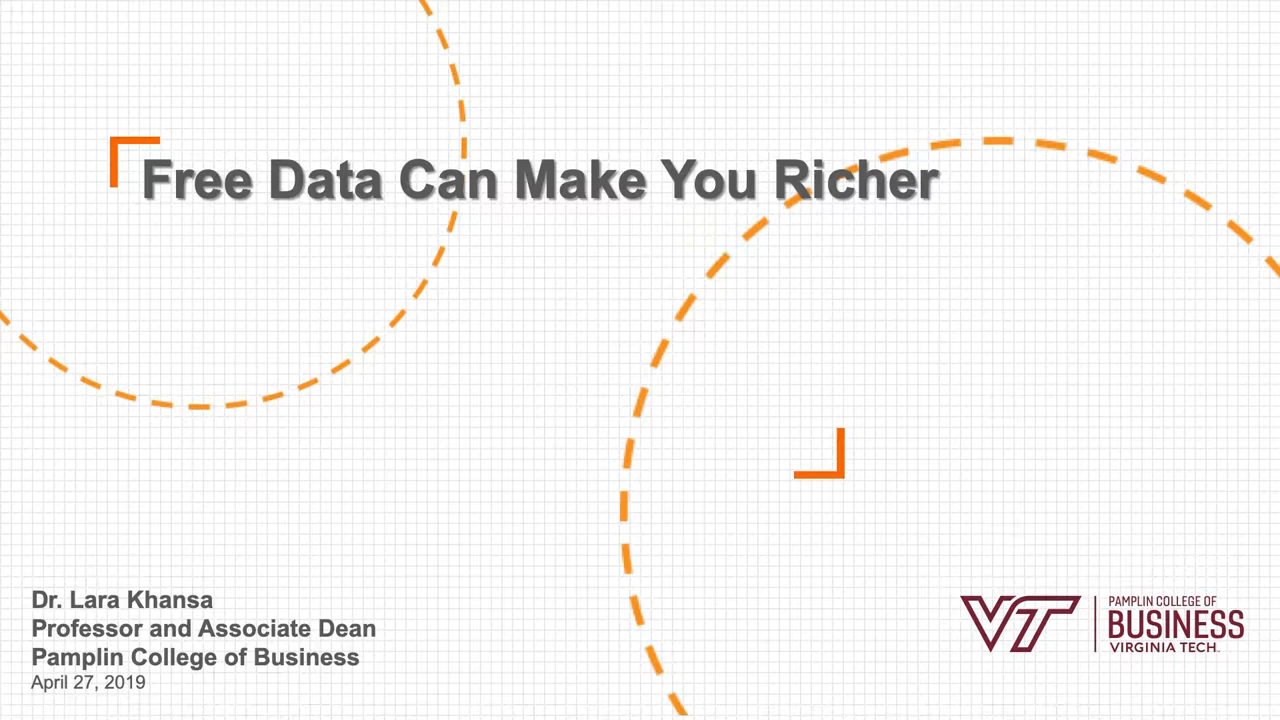 Free Data Can Make You Richer
Dr. Lara Khansa
Professor and Associate Dean
Pamplin College of Business
April 27, 2019
VT
PAMPLIN COLLEGE OF
BUSINESS
VIRGINIA TECH.